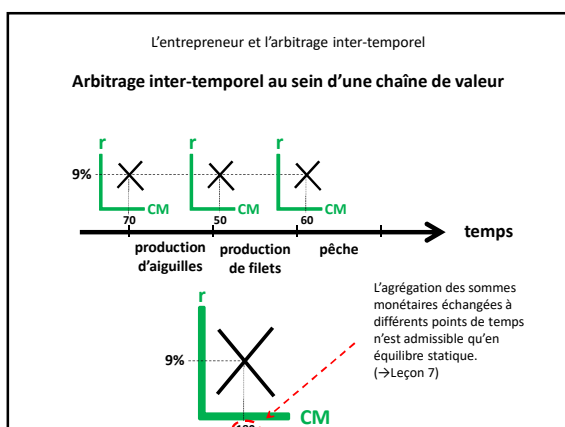 L'entrepreneur et l'arbitrage inter-temporel
Arbitrage inter-temporel au sein d'une chaîne de valeur
r r r
9%
CM CM CM
70 50 60
temps
production d'aiguilles
production de filets
pêche
r
L'agrégation des sommes
monétaires échangées à
différents points de temps
n'est admissible qu'en
équilibre statique.
(→Leçon 7)
9%
CM